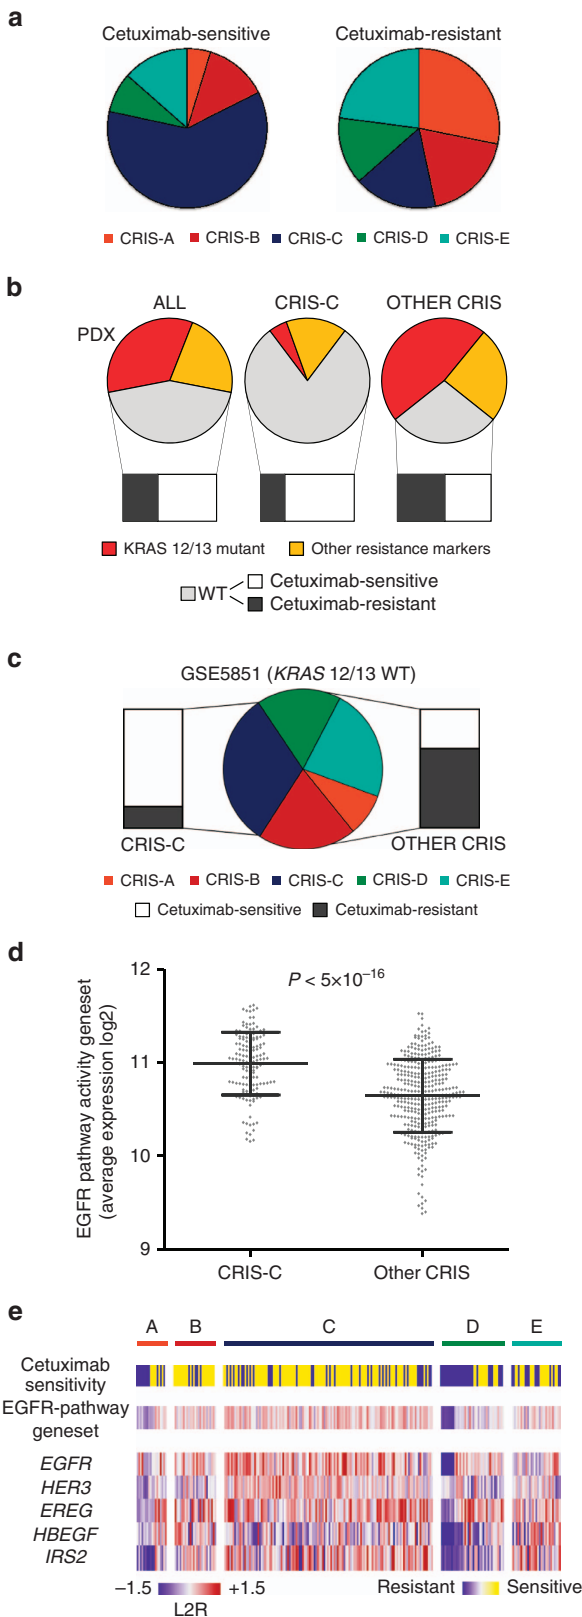 a
Cetuximab-sensitive
Cetuximab-resistant
CRIS-A CRIS-B CRIS-C CRIS-D CRIS-E
b
ALL CRIS-C OTHER CRIS
PDX
KRAS 12/13 mutant Other resistance markers
WT
Cetuximab-sensitive
Cetuximab-resistant
c
GSE5851 (KRAS 12/13 WT)
CRIS-C
OTHER CRIS
CRIS-A CRIS-B CRIS-C CRIS-D CRIS-E
Cetuximab-sensitive Cetuximab-resistant
d
EGFR pathway activity geneset
(average expression log2)
12
11
10
9
P < 5×10⁻¹⁶
CRIS-C Other CRIS
e
A B C D E
Cetuximab
sensitivity
EGFR-pathway
geneset
EGFR
HER3
EREG
HBEGF
IRS2
–1.5 +1.5
L2R
Resistant Sensitive